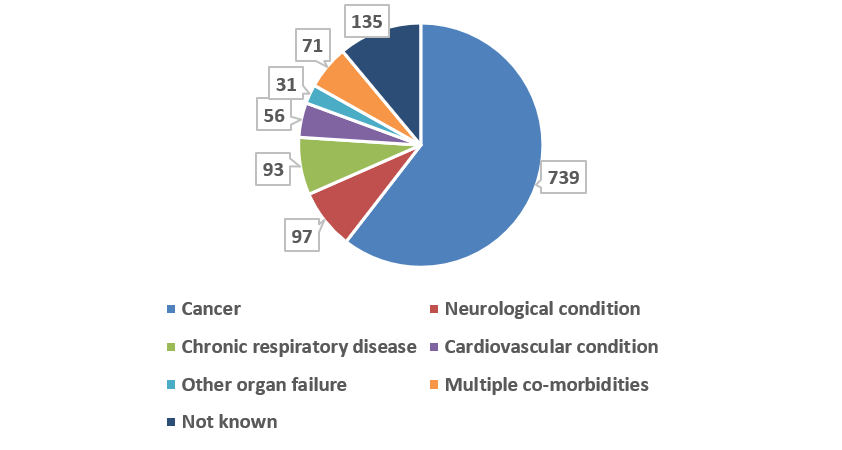 135
71
31
56
93
97
739
Cancer
Neurological condition
Chronic respiratory disease
Cardiovascular condition
Other organ failure
Multiple co-morbidities
Not known